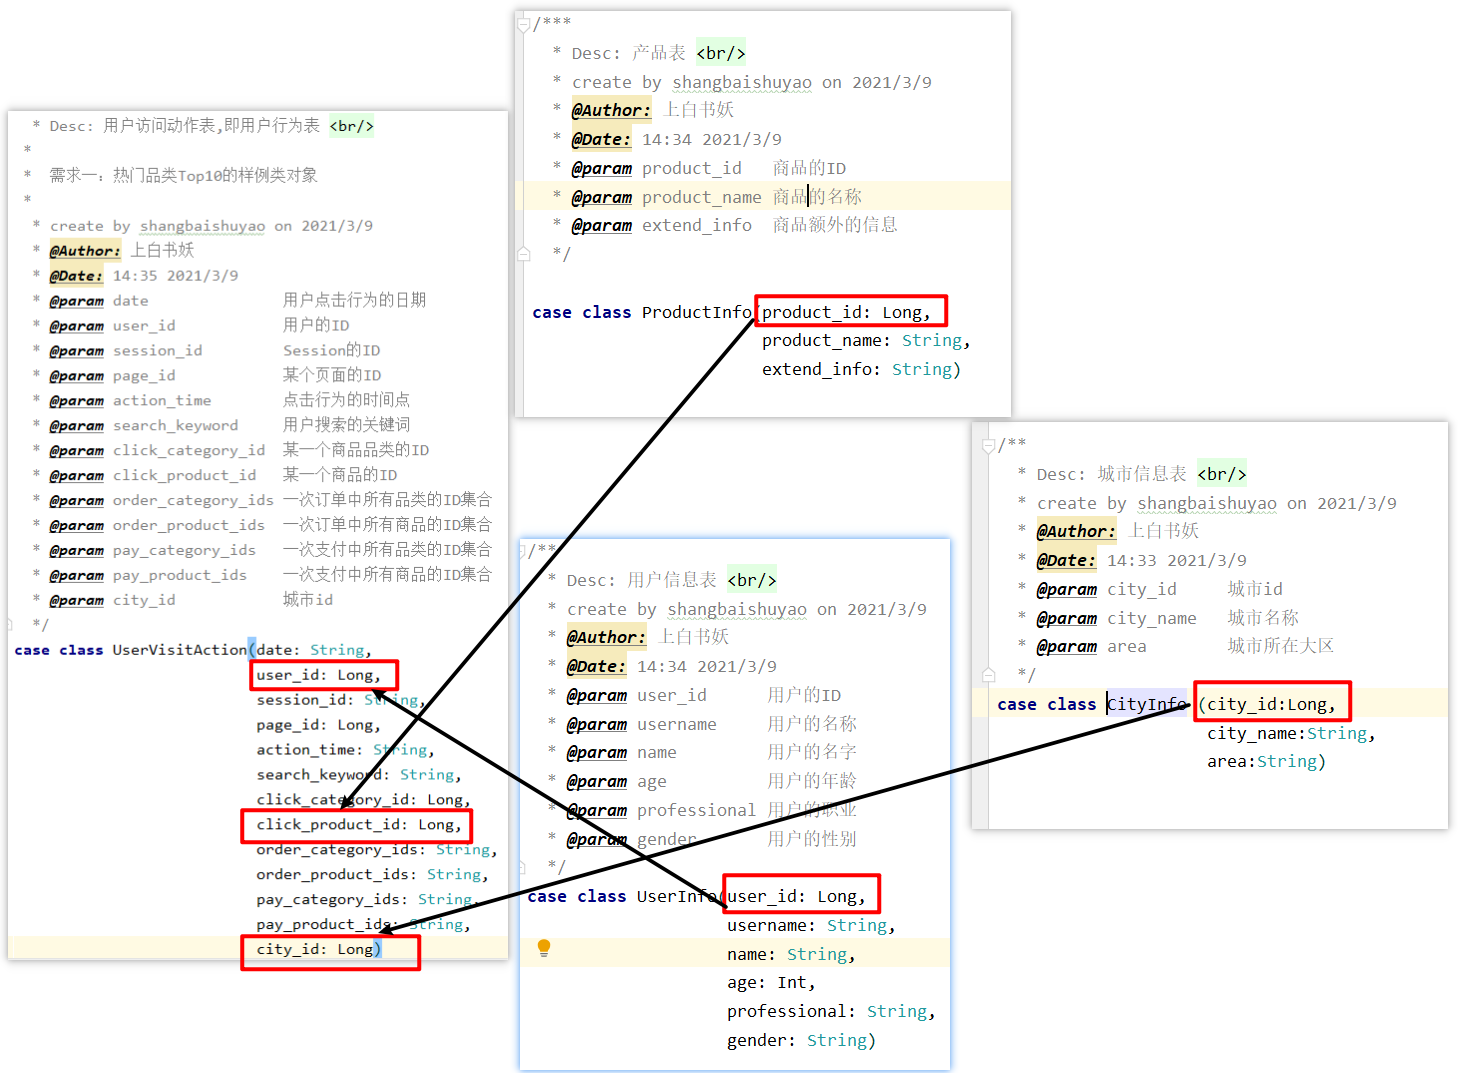 /***
* Desc: 产品表 <br/>
* create by shangbaishuyao on 2021/3/9
* @Author: 上白书妖
* @Date: 14:34 2021/3/9
* @param product_id 商品的ID
* @param product_name 商品的名称
* @param extend_info 商品额外的信息
*/
case class ProductInfo(product_id: Long,
product_name: String,
extend_info: String)
* Desc: 用户访问动作表,即用户行为表 <br/>
*
* 需求一: 热门品类Top10的样例类对象
*
* create by shangbaishuyao on 2021/3/9
* @Author: 上白书妖
* @Date: 14:35 2021/3/9
* @param date 用户点击行为的日期
* @param user_id 用户的ID
* @param session_id Session的ID
* @param page_id 某个页面的ID
* @param action_time 点击行为的时间点
* @param search_keyword 用户搜索的关键词
* @param click_category_id 某一个商品品类的ID
* @param click_product_id 某一个商品的ID
* @param order_category_ids 一次订单中所有品类的ID集合
* @param order_product_ids 一次订单中所有商品的ID集合
* @param pay_category_ids 一次支付中所有品类的ID集合
* @param pay_product_ids 一次支付中所有商品的ID集合
* @param city_id 城市id
*/
case class UserVisitAction(date: String,
user_id: Long,
session_id: String,
page_id: Long,
action_time: String,
search_keyword: String,
click_category_id: Long,
click_product_id: Long,
order_category_ids: String,
order_product_ids: String,
pay_category_ids: String,
pay_product_ids: String,
city_id: Long)
/**
* Desc: 用户信息表 <br/>
* create by shangbaishuyao on 2021/3/9
* @Author: 上白书妖
* @Date: 14:34 2021/3/9
* @param user_id 用户的ID
* @param username 用户的名称
* @param name 用户的名字
* @param age 用户的年龄
* @param professional 用户的职业
* @param gender 用户的性别
*/
case class UserInfo(user_id: Long,
username: String,
name: String,
age: Int,
professional: String,
gender: String)
/**
* Desc: 城市信息表 <br/>
* create by shangbaishuyao on 2021/3/9
* @Author: 上白书妖
* @Date: 14:33 2021/3/9
* @param city_id 城市id
* @param city_name 城市名称
* @param area 城市所在大区
*/
case class CityInfo (city_id:Long,
city_name:String,
area:String)